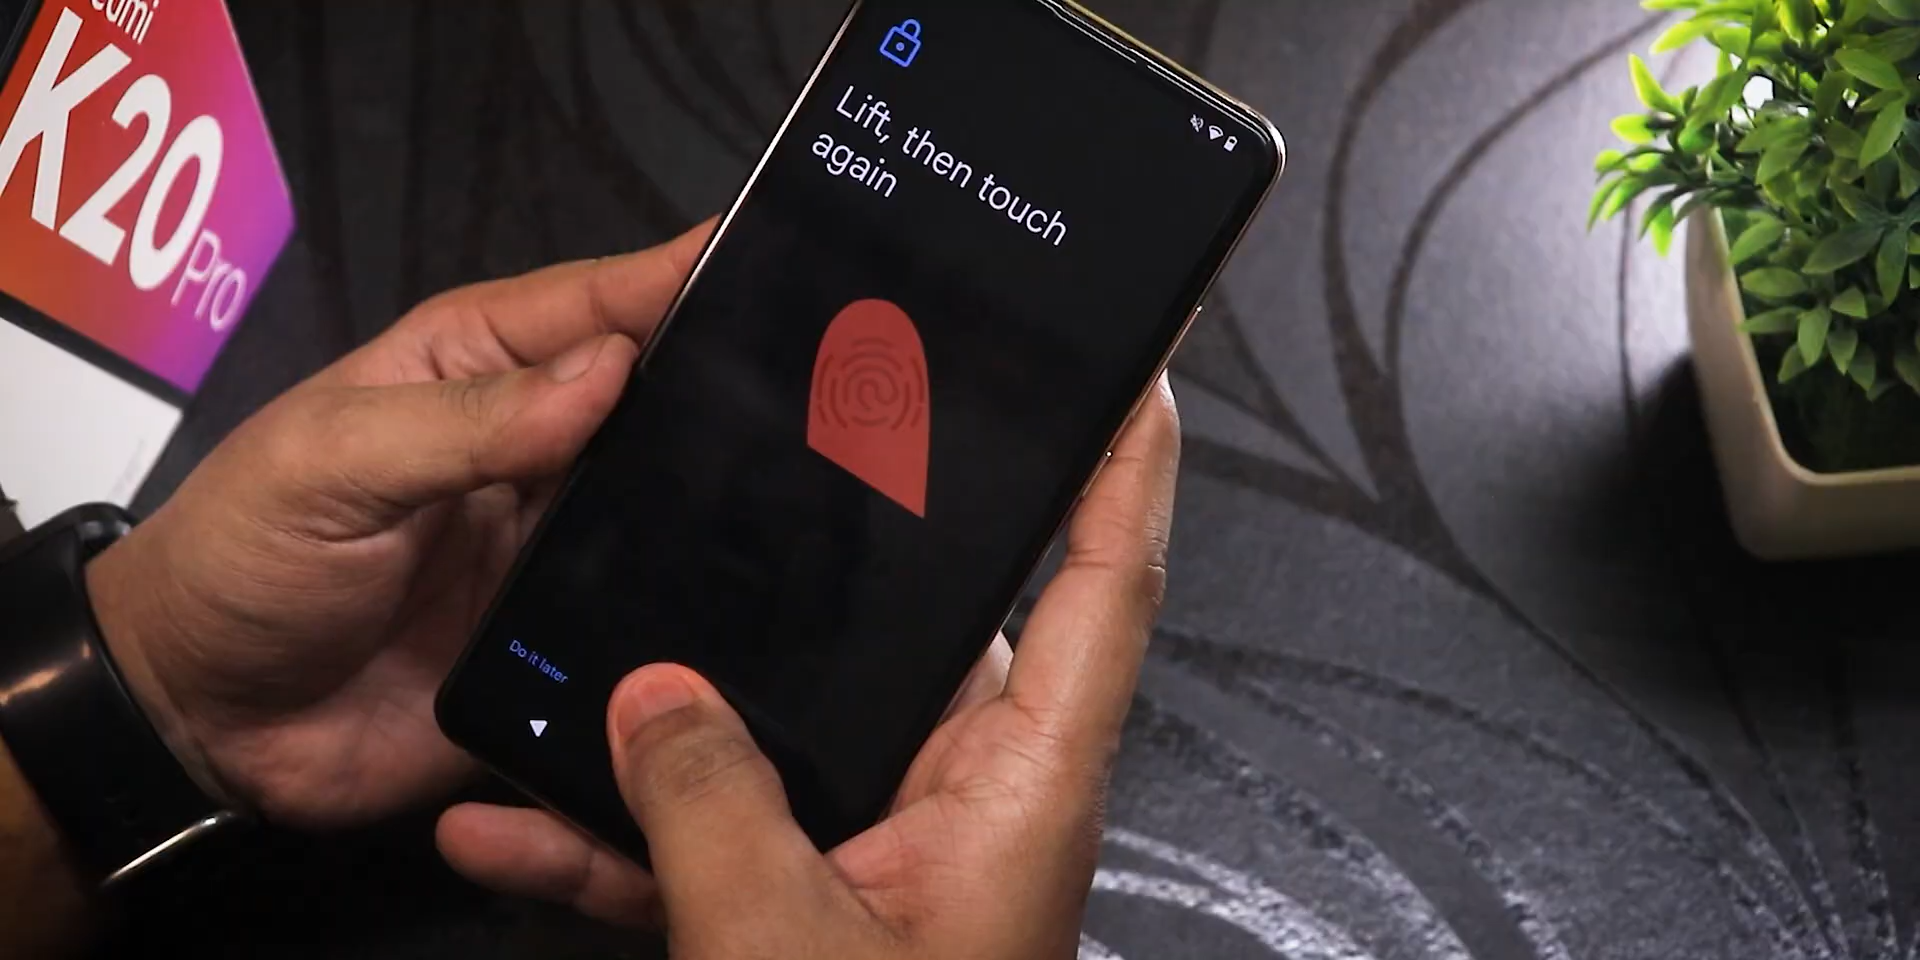 K20
Pro
Lift, then touch
again
Do it later